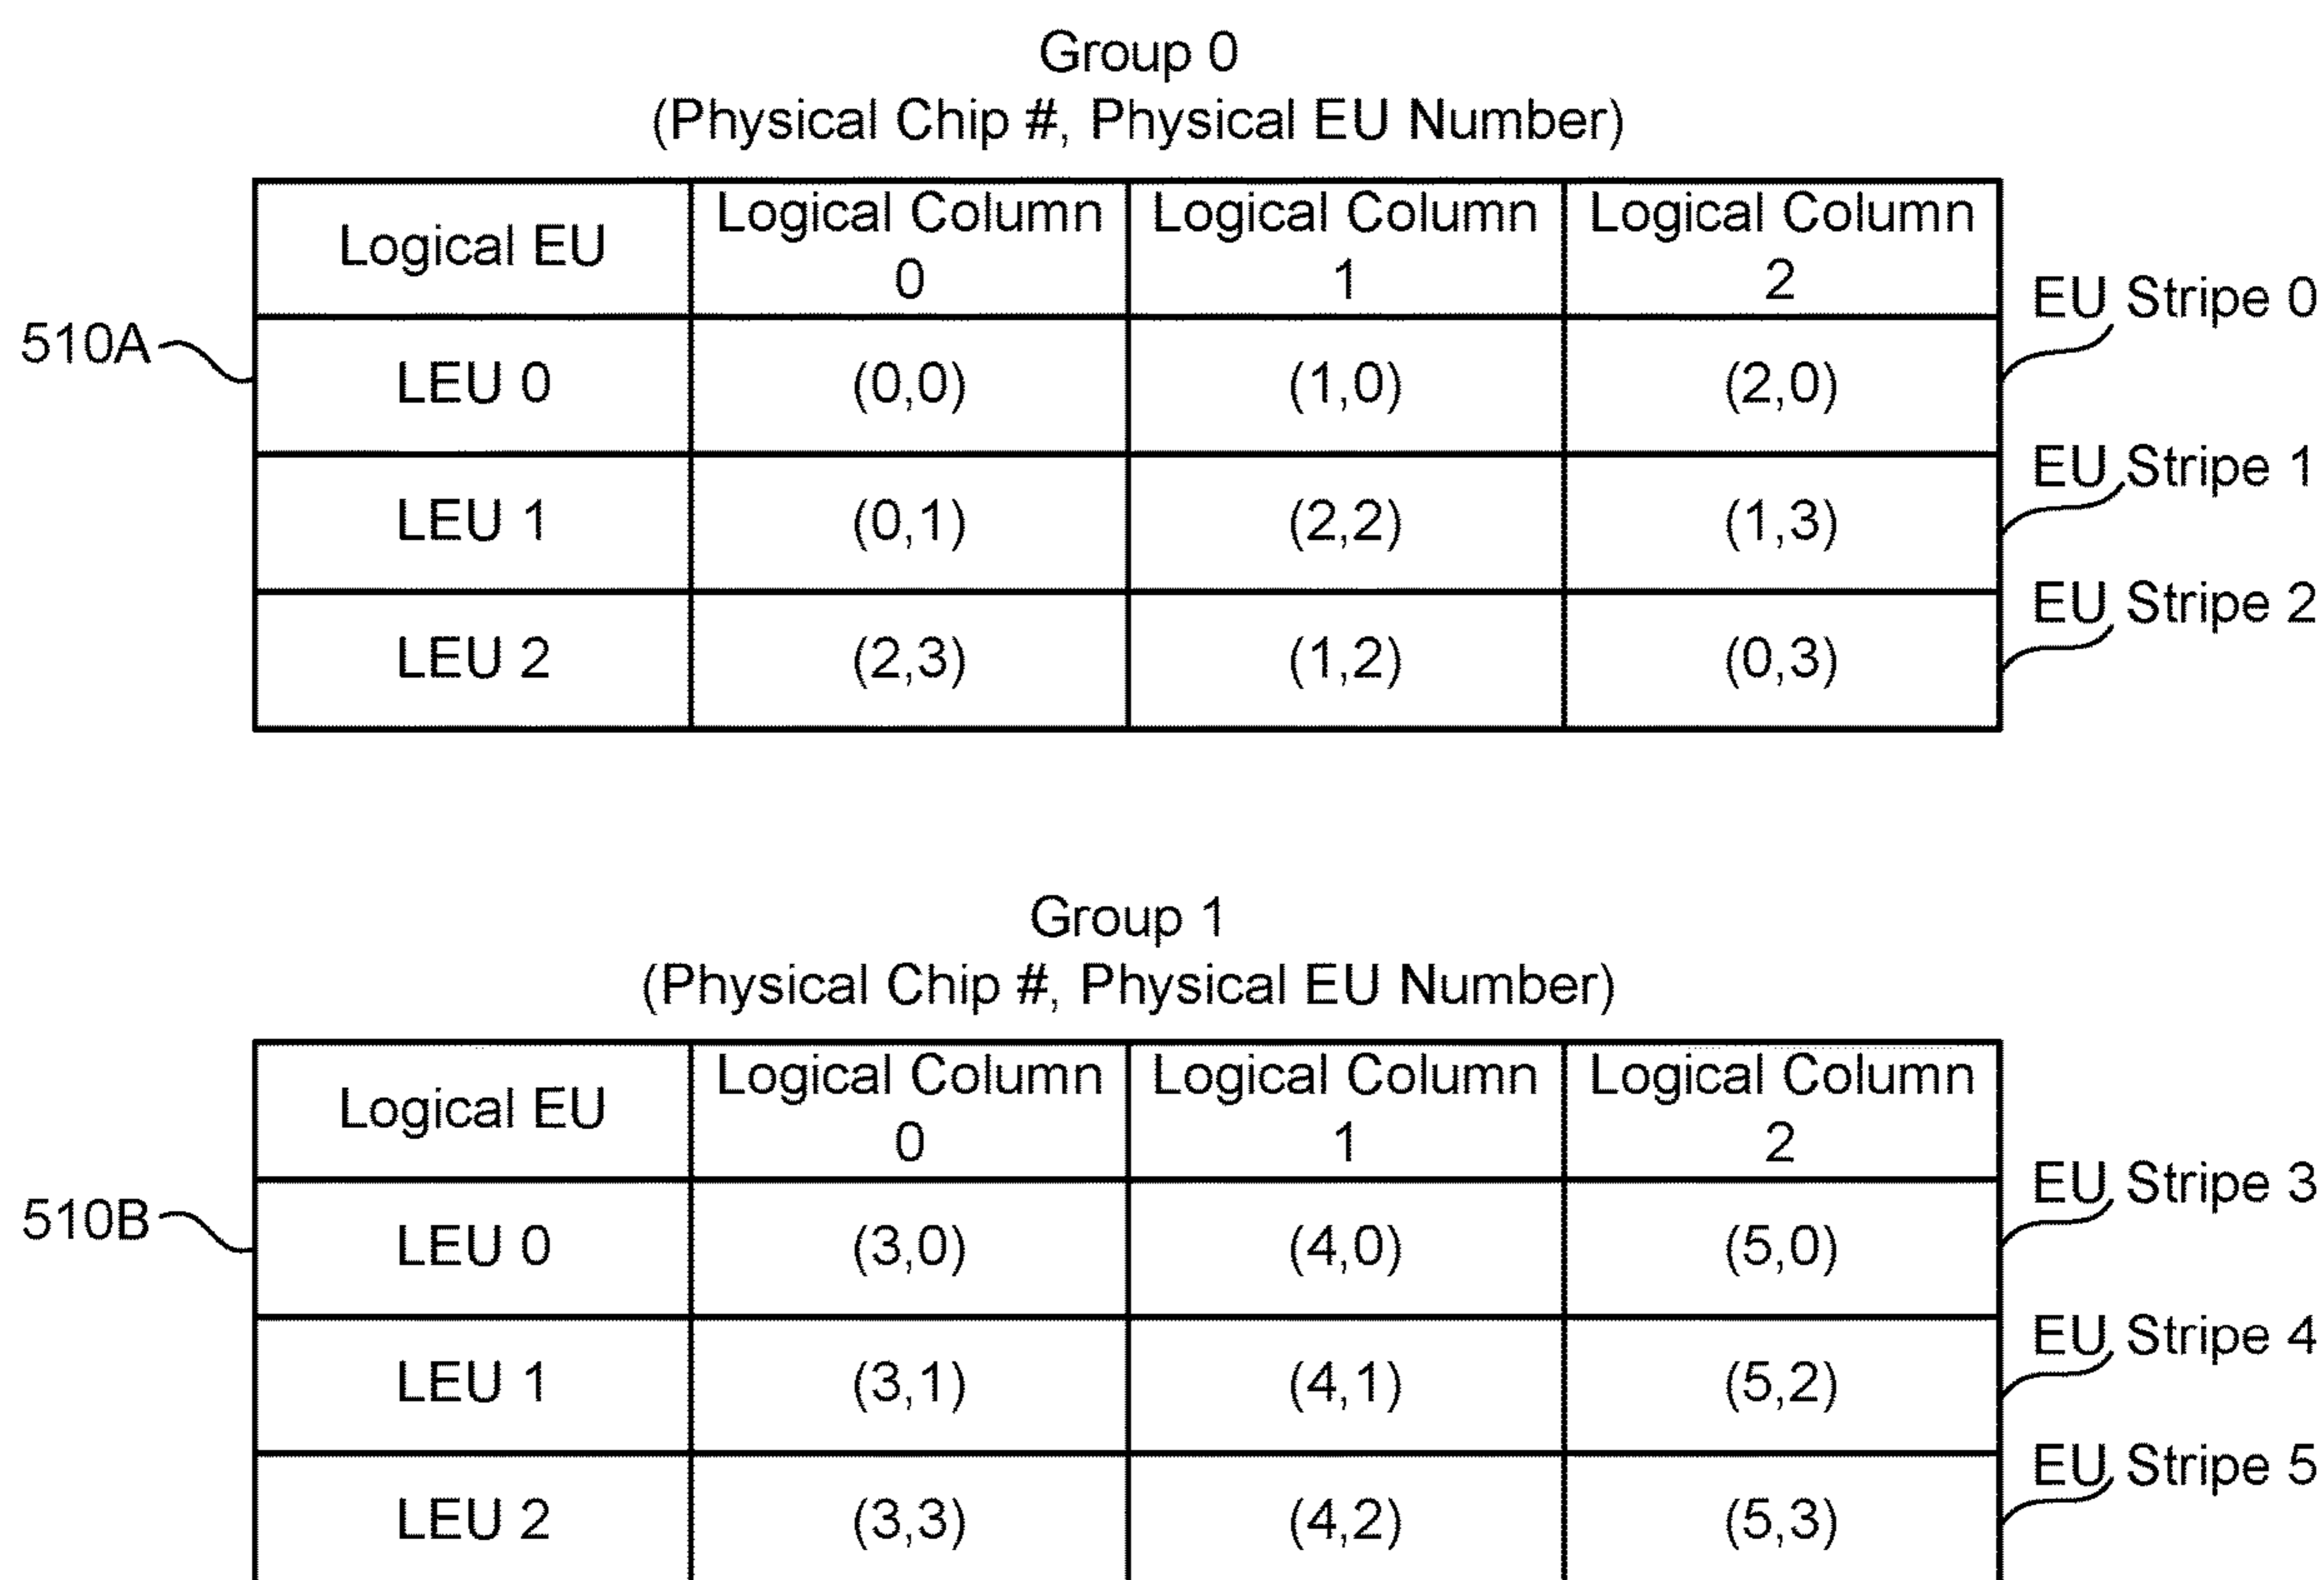 Group 0
(Physical Chip #, Physical EU Number)
Logical EU Logical Column 0 Logical Column 1 Logical Column 2
EU Stripe 0
510A LEU 0 (0,0) (1,0) (2,0)
EU Stripe 1
LEU 1 (0,1) (2,2) (1,3)
EU Stripe 2
LEU 2 (2,3) (1,2) (0,3)
Group 1
(Physical Chip #, Physical EU Number)
Logical EU Logical Column 0 Logical Column 1 Logical Column 2
EU Stripe 3
510B LEU 0 (3,0) (4,0) (5,0)
EU Stripe 4
LEU 1 (3,1) (4,1) (5,2)
EU Stripe 5
LEU 2 (3,3) (4,2) (5,3)